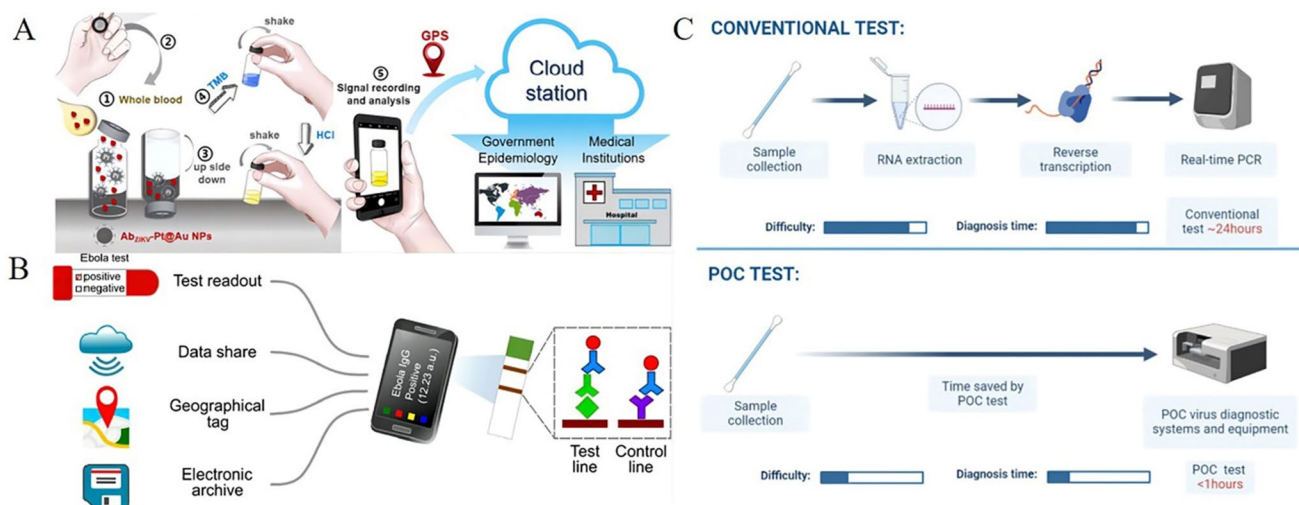 A
shake
②
① Whole blood
④ TMB
⑤
Signal recording
and analysis
GPS
Cloud
station
shake
HCl
③
up side
down
Government
Epidemiology
Medical
Institutions
Hospital
Ab ZIKV-Pt@Au NPs
B
Ebola test
positive
negative
Test readout
Data share
Geographical
tag
Electronic
archive
Ebola IgG
Positive
(12.23 a.u.)
Test
line
Control
line
C
CONVENTIONAL TEST:
Sample
collection
RNA extraction
Reverse
transcription
Real-time PCR
Difficulty:
Diagnosis time:
Conventional
test ~24hours
POC TEST:
Sample
collection
Time saved by
POC test
POC virus diagnostic
systems and equipment
Difficulty:
Diagnosis time:
POC test
<1hours